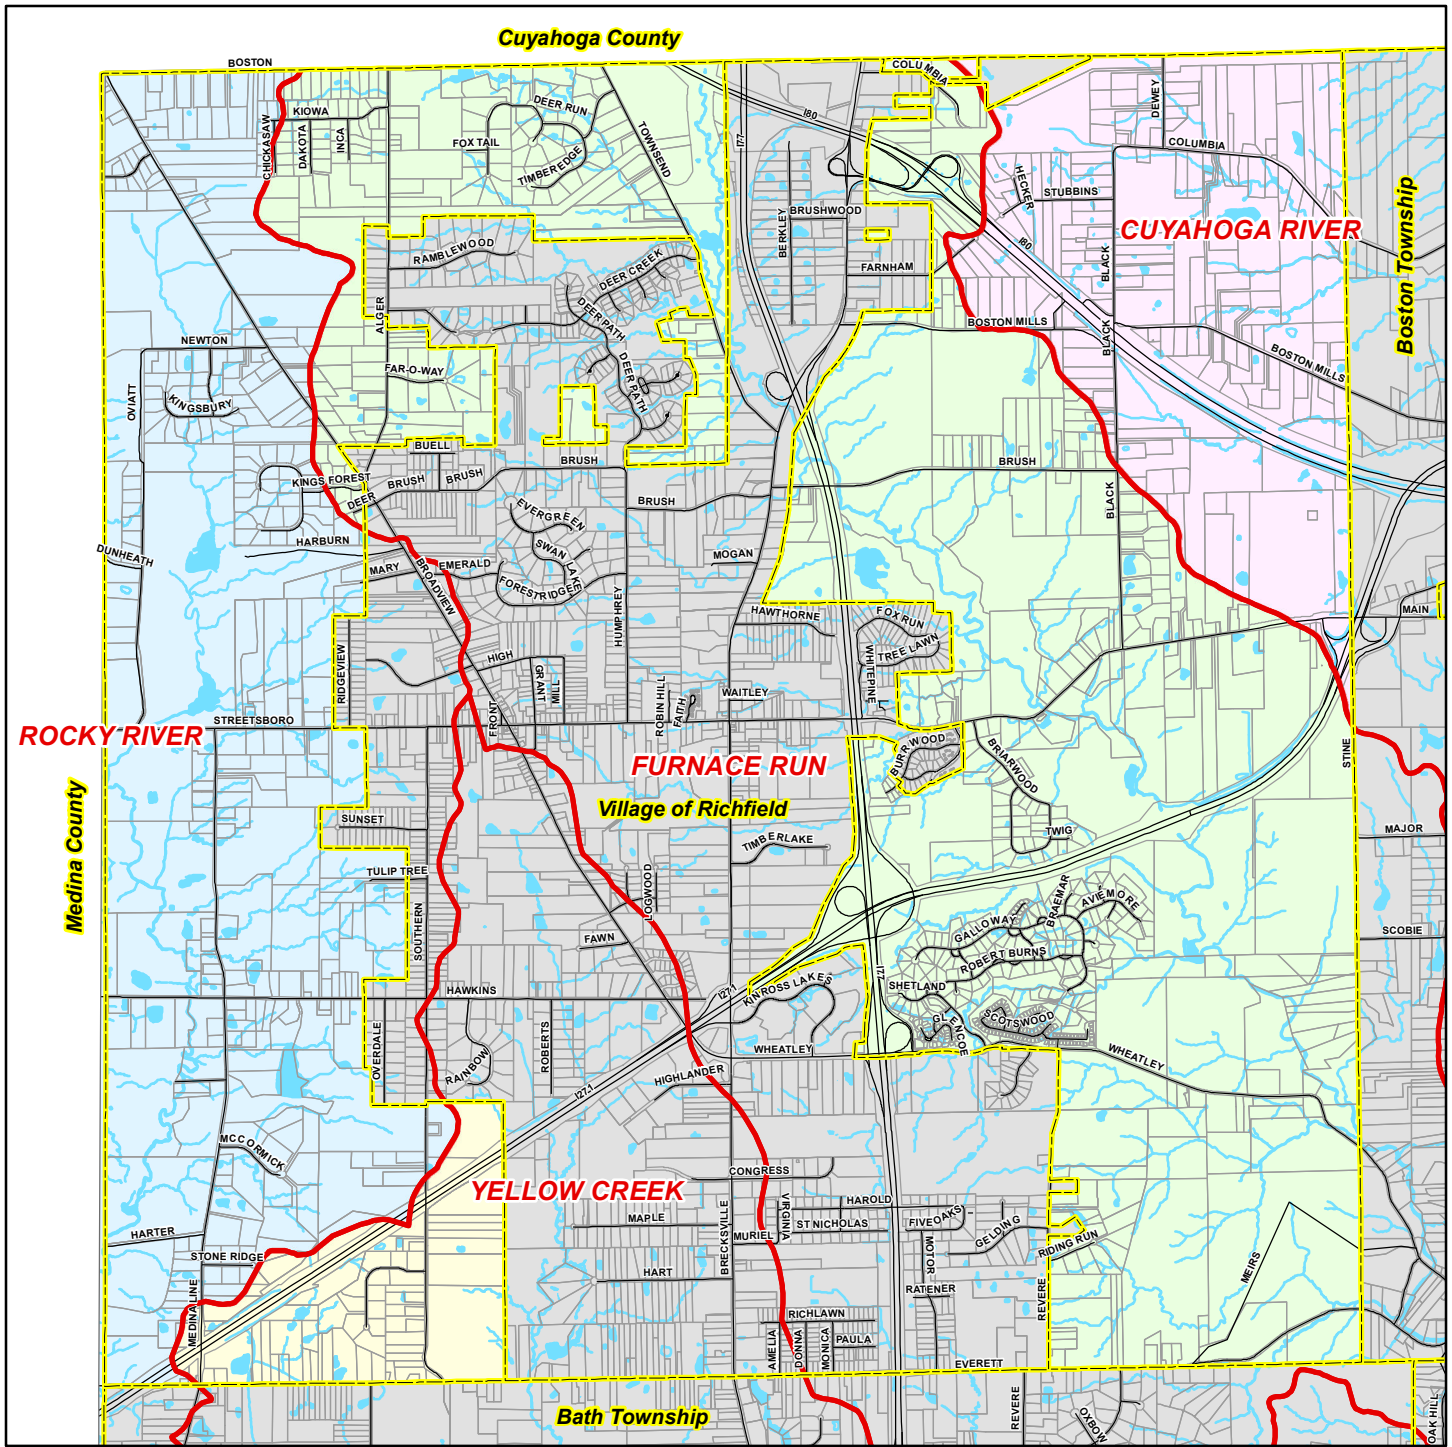 Cuyahoga County
BOSTON
COLUMBIA
KIOWA
DEER RUN
I80
DEWEY
CHICKASAW
DAKOTA
INCA
FOX TAIL
TIMBEREDGE
TOWNSEND
I77
COLUMBIA
HECKER
STUBBINS
BRUSHWOOD
BERKLEY
CUYAHOGA RIVER
Boston Township
RAMBLEWOOD
DEER CREEK
FARNHAM
I80
BLACK
ALGER
DEER PATH
BOSTON MILLS
BLACK
BOSTON MILLS
NEWTON
OVIATT
KINGSBURY
FAR-O-WAY
DEER PATH
BUELL
BRUSH
BRUSH
KINGS FOREST
BRUSH
BRUSH
DEER
BRUSH
BLACK
EVERGREEN
HARBURN
SWAN LAKE
DUNHEATH
MOGAN
MARY
BROADVIEW
EMERALD
FORESTRIDGE
HUMPHREY
HAWTHORNE
FOX RUN
TREE LAWN
WHITEPINE
MAIN
RIDGEVIEW
HIGH
GRANT
MILL
ROBIN HILL
FAITH
WAITLEY
FRONT
STREETSBORO
ROCKY RIVER
BURR WOOD
BRIARWOOD
STINE
FURNACE RUN
Village of Richfield
Medina County
SUNSET
TIMBERLAKE
TWIG
MAJOR
TULIP TREE
LOGWOOD
SOUTHERN
BRAEMAR
AVIEMORE
GALLOWAY
SCOBIE
FAWN
ROBERT BURNS
I77
I271
KINROSS LAKES
SHETLAND
HAWKINS
GLENCOE
SCOTSWOOD
OVERDALE
RAINBOW
ROBERTS
WHEATLEY
WHEATLEY
HIGHLANDER
I271
MCCORMICK
CONGRESS
YELLOW CREEK
HAROLD
VIRGINIA
MAPLE
ST NICHOLAS
FIVEOAKS
GELDING
BRECKSVILLE
MURIEL
HARTER
STONE RIDGE
MOTOR
RIDING RUN
HART
MEIRS
RATENER
REVERE
MEDINA LINE
RICHLAWN
AMELIA
DONNA
MONICA
PAULA
EVERETT
Bath Township
REVERE
OXBOW
OAK HILL